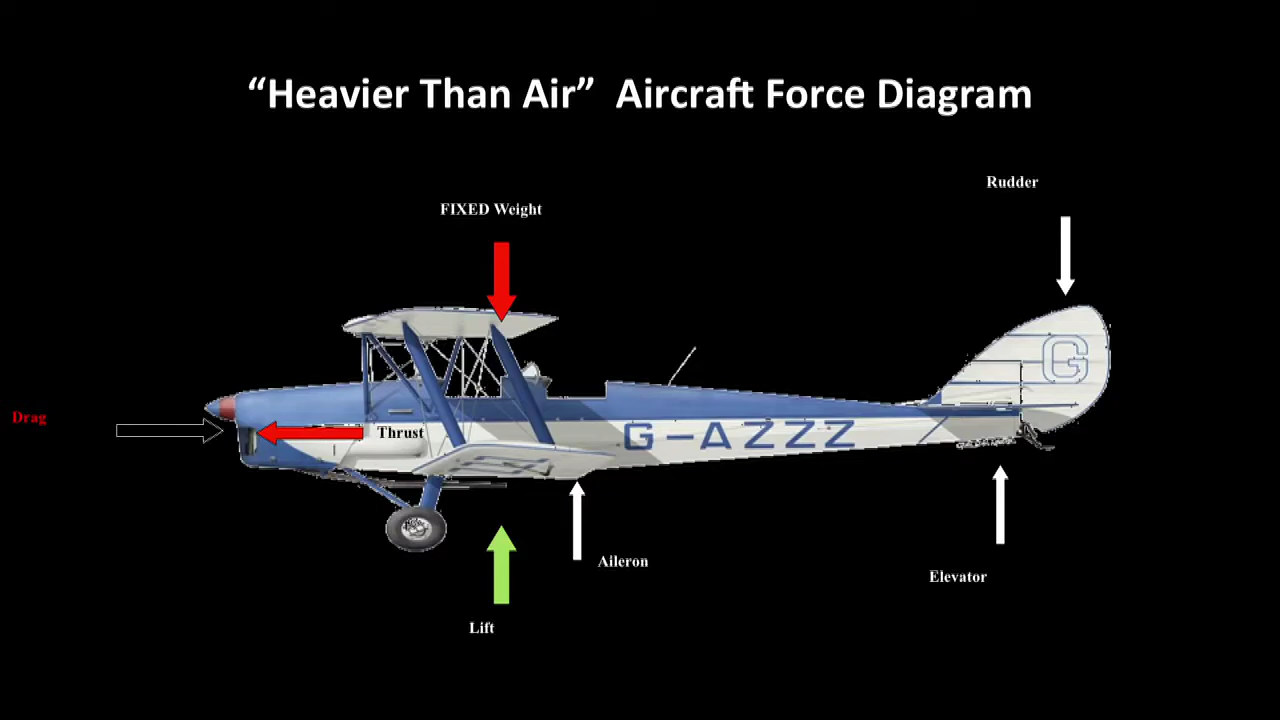 “Heavier Than Air”  Aircraft Force Diagram
Rudder
FIXED Weight
G
Drag
Thrust
G-AZZZ
Aileron
Elevator
Lift